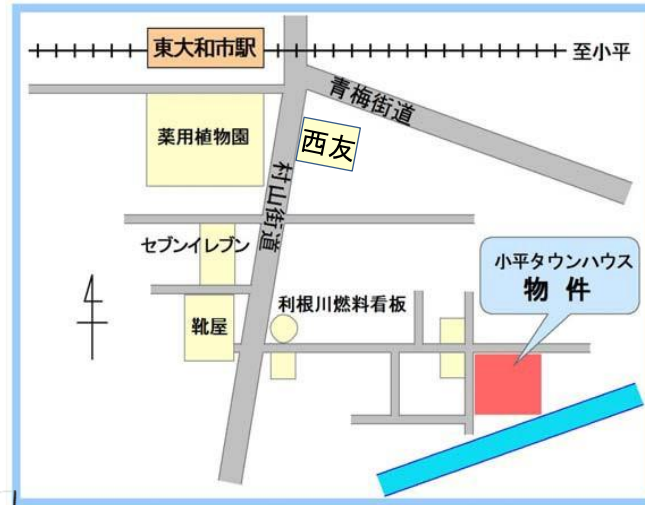 東大和市駅
至小平
青梅街道
薬用植物園
西友
村山街道
セブンイレブン
小平タウンハウス
物件
利根川燃料看板
靴屋